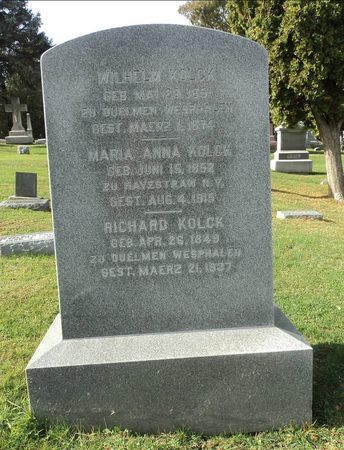 WILHELM KOLCK
GEB. MAI 29, 185
ZU DUELMEN WESPHALEN
GEST. MAERZ 1, 1874
MARIA ANNA KOLCK
GEB. JUNI 15, 1852
ZU HAVESTRAW N.Y.
GEST. AUG. 4, 1915
RICHARD KOLCK
GEB. APR. 26, 1849
ZU DUELMEN WESPHALEN
GEST. MAERZ 21, 1937